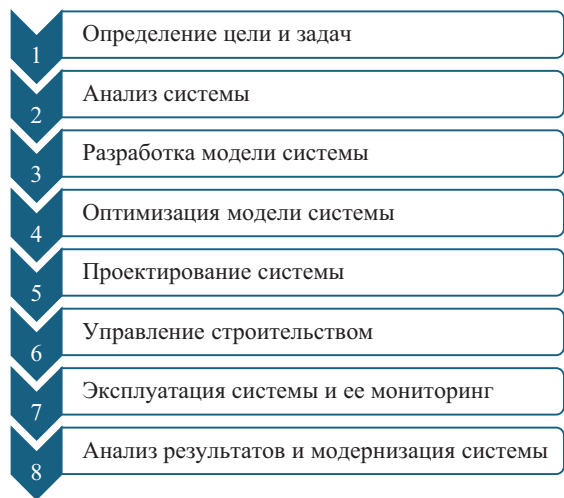 1 Определение цели и задач
2 Анализ системы
3 Разработка модели системы
4 Оптимизация модели системы
5 Проектирование системы
6 Управление строительством
7 Эксплуатация системы и ее мониторинг
8 Анализ результатов и модернизация системы